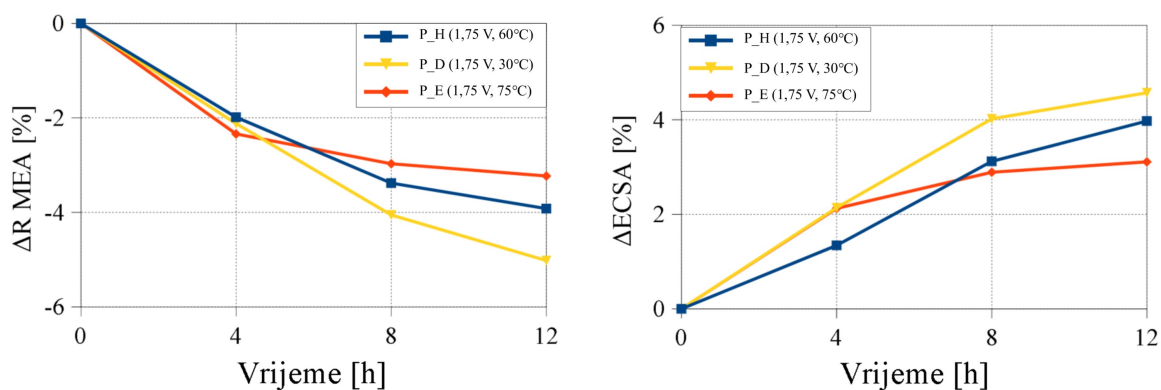 0
-2
-4
-6
ΔR MEA [%]
P_H (1,75 V, 60°C)
P_D (1,75 V, 30°C)
P_E (1,75 V, 75°C)
0
4
8
12
Vrijeme [h]
6
4
2
0
ΔECSA [%]
P_H (1,75 V, 60°C)
P_D (1,75 V, 30°C)
P_E (1,75 V, 75°C)
0
4
8
12
Vrijeme [h]